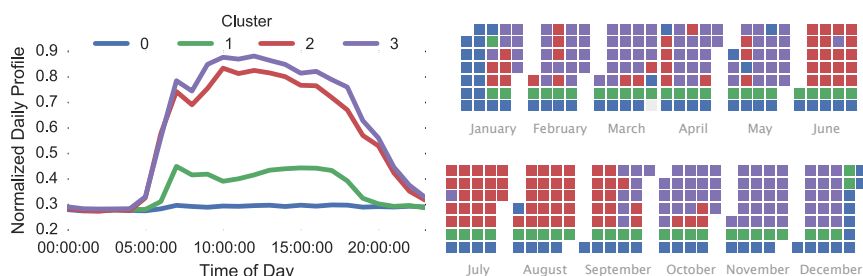 Cluster
0 1 2 3
Normalized Daily Profile
0.9
0.8
0.7
0.6
0.5
0.4
0.3
0.2
00:00:00 05:00:00 10:00:00 15:00:00 20:00:00
Time of Day
January February March April May June
July August September October November December